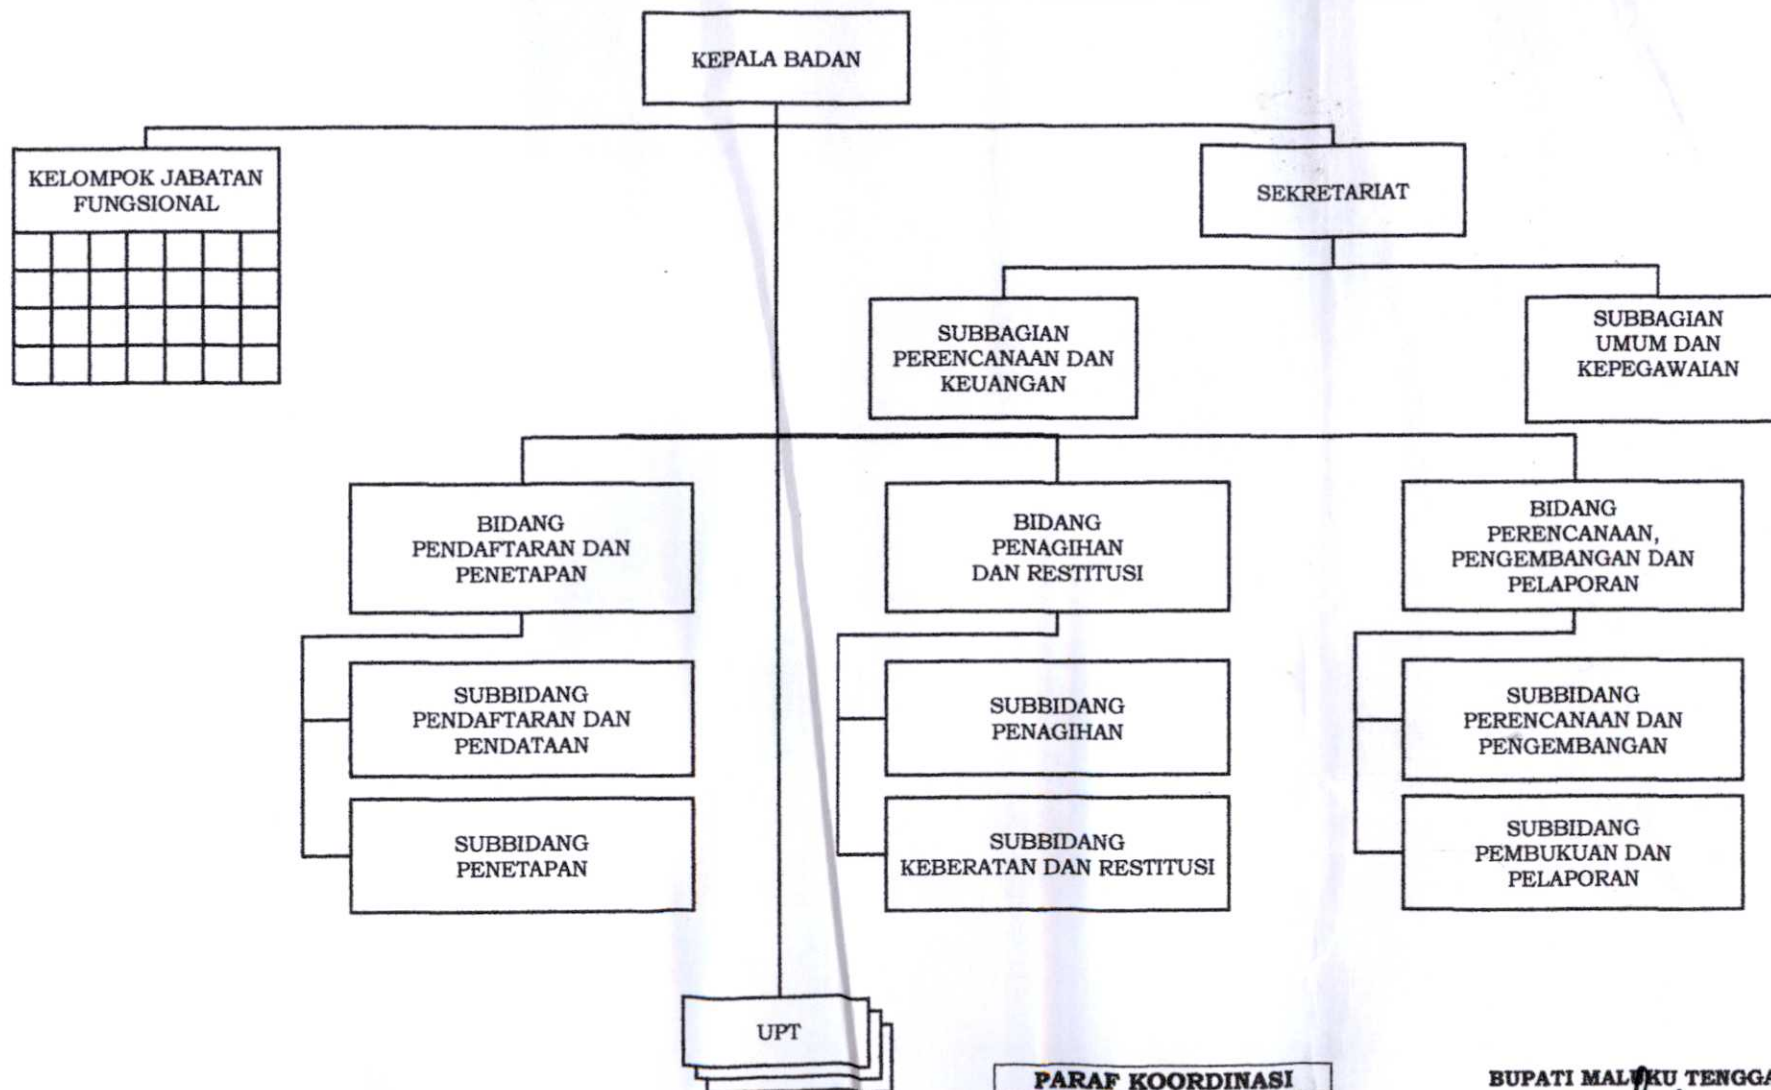 KEPALA BADAN
KELOMPOK JABATAN
FUNGSIONAL
SEKRETARIAT
SUBBAGIAN
PERENCANAAN DAN
KEUANGAN
SUBBAGIAN
UMUM DAN
KEPEGAWAIAN
BIDANG
PENDAFTARAN DAN
PENETAPAN
BIDANG
PENAGIHAN
DAN RESTITUSI
BIDANG
PERENCANAAN,
PENGEMBANGAN DAN
PELAPORAN
SUBBIDANG
PENDAFTARAN DAN
PENDATAAN
SUBBIDANG
PENAGIHAN
SUBBIDANG
PERENCANAAN DAN
PENGEMBANGAN
SUBBIDANG
PENETAPAN
SUBBIDANG
KEBERATAN DAN RESTITUSI
SUBBIDANG
PEMBUKUAN DAN
PELAPORAN
UPT
PARAF KOORDINASI
BUPATI MALUKU TENGGA